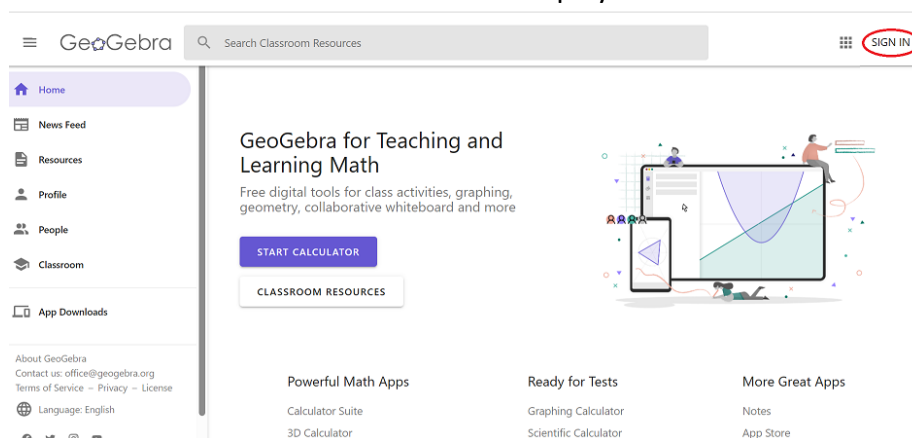 GeoGebra
Search Classroom Resources
SIGN IN
Home
News Feed
Resources
Profile
People
Classroom
App Downloads
About GeoGebra
Contact us: office@geogebra.org
Terms of Service – Privacy – License
Language: English
GeoGebra for Teaching and
Learning Math
Free digital tools for class activities, graphing,
geometry, collaborative whiteboard and more
START CALCULATOR
CLASSROOM RESOURCES
Powerful Math Apps
Calculator Suite
3D Calculator
Ready for Tests
Graphing Calculator
Scientific Calculator
More Great Apps
Notes
App Store